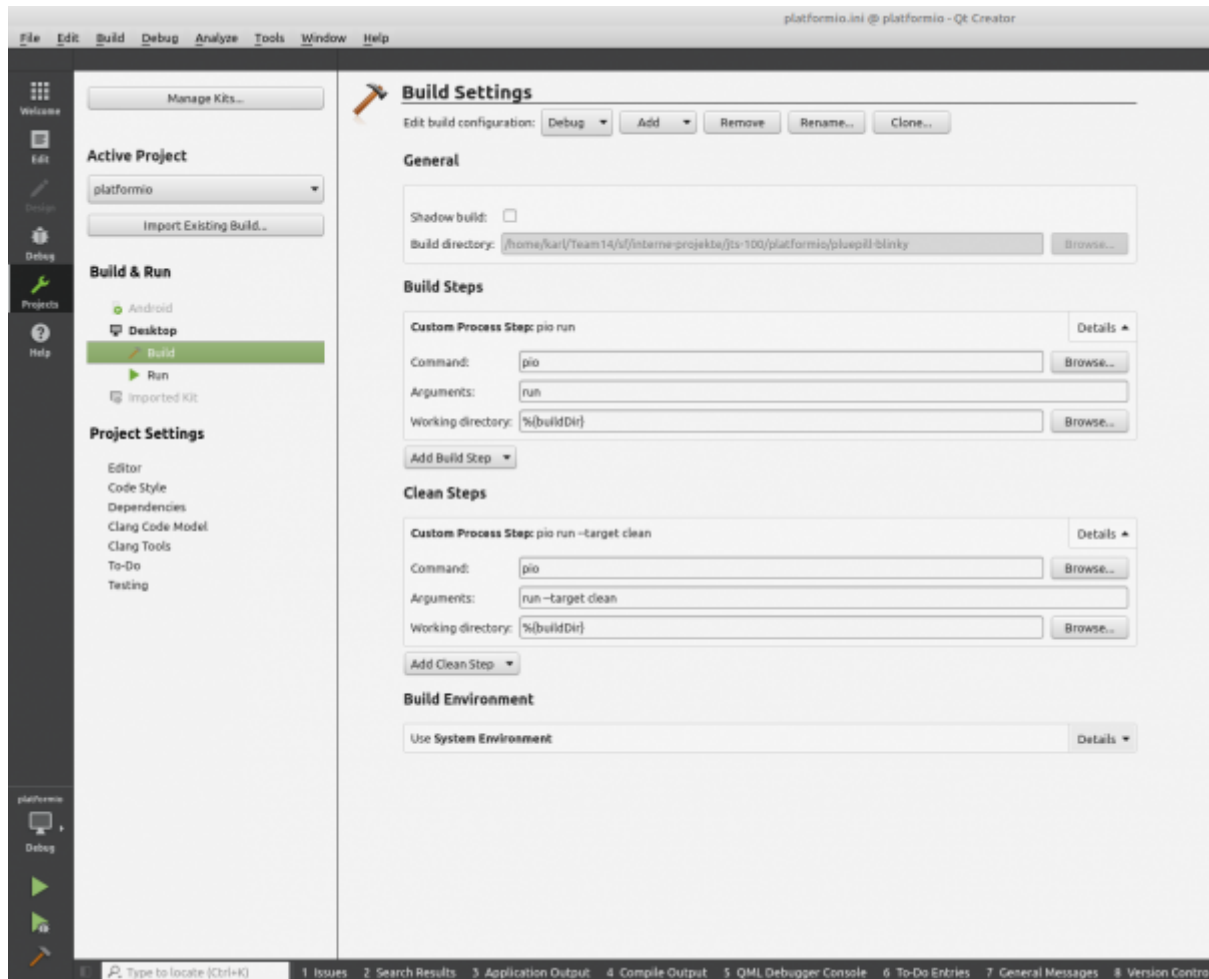 platformio.ini @ platformio - Qt Creator
File Edit Build Debug Analyze Tools Window Help
Welcome
Edit
Design
Debug
Projects
Help
platformio
Debug
Manage Kits...
Active Project
platformio
Import Existing Build...
Build & Run
Android
Desktop
Build
Run
Imported Kit
Project Settings
Editor
Code Style
Dependencies
Clang Code Model
Clang Tools
To-Do
Testing
Build Settings
Edit build configuration: Debug Add Remove Rename... Clone...
General
Shadow build:
Build directory: /home/karl/Team14/sf/interne-projekte/jts-100/platformio/pluepill-blinky Browse...
Build Steps
Custom Process Step: pio run Details
Command: pio Browse...
Arguments: run
Working directory: %{buildDir} Browse...
Add Build Step
Clean Steps
Custom Process Step: pio run --target clean Details
Command: pio Browse...
Arguments: run --target clean
Working directory: %{buildDir} Browse...
Add Clean Step
Build Environment
Use System Environment Details
Type to locate (Ctrl+K) 1 Issues 2 Search Results 3 Application Output 4 Compile Output 5 QML Debugger Console 6 To-Do Entries 7 General Messages 8 Version Contro